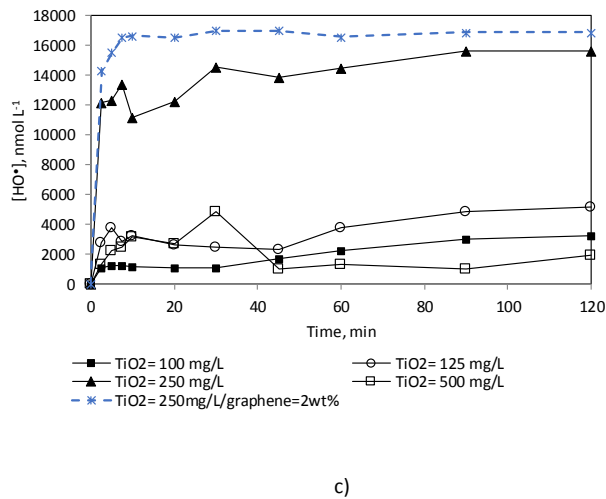 18000
16000
14000
12000
10000
8000
6000
4000
2000
0
[HO•], nmol L-1
0 20 40 60 80 100 120
Time, min
TiO2= 100 mg/L TiO2= 125 mg/L
TiO2= 250 mg/L TiO2= 500 mg/L
TiO2= 250mg/L/graphene=2wt%
c)